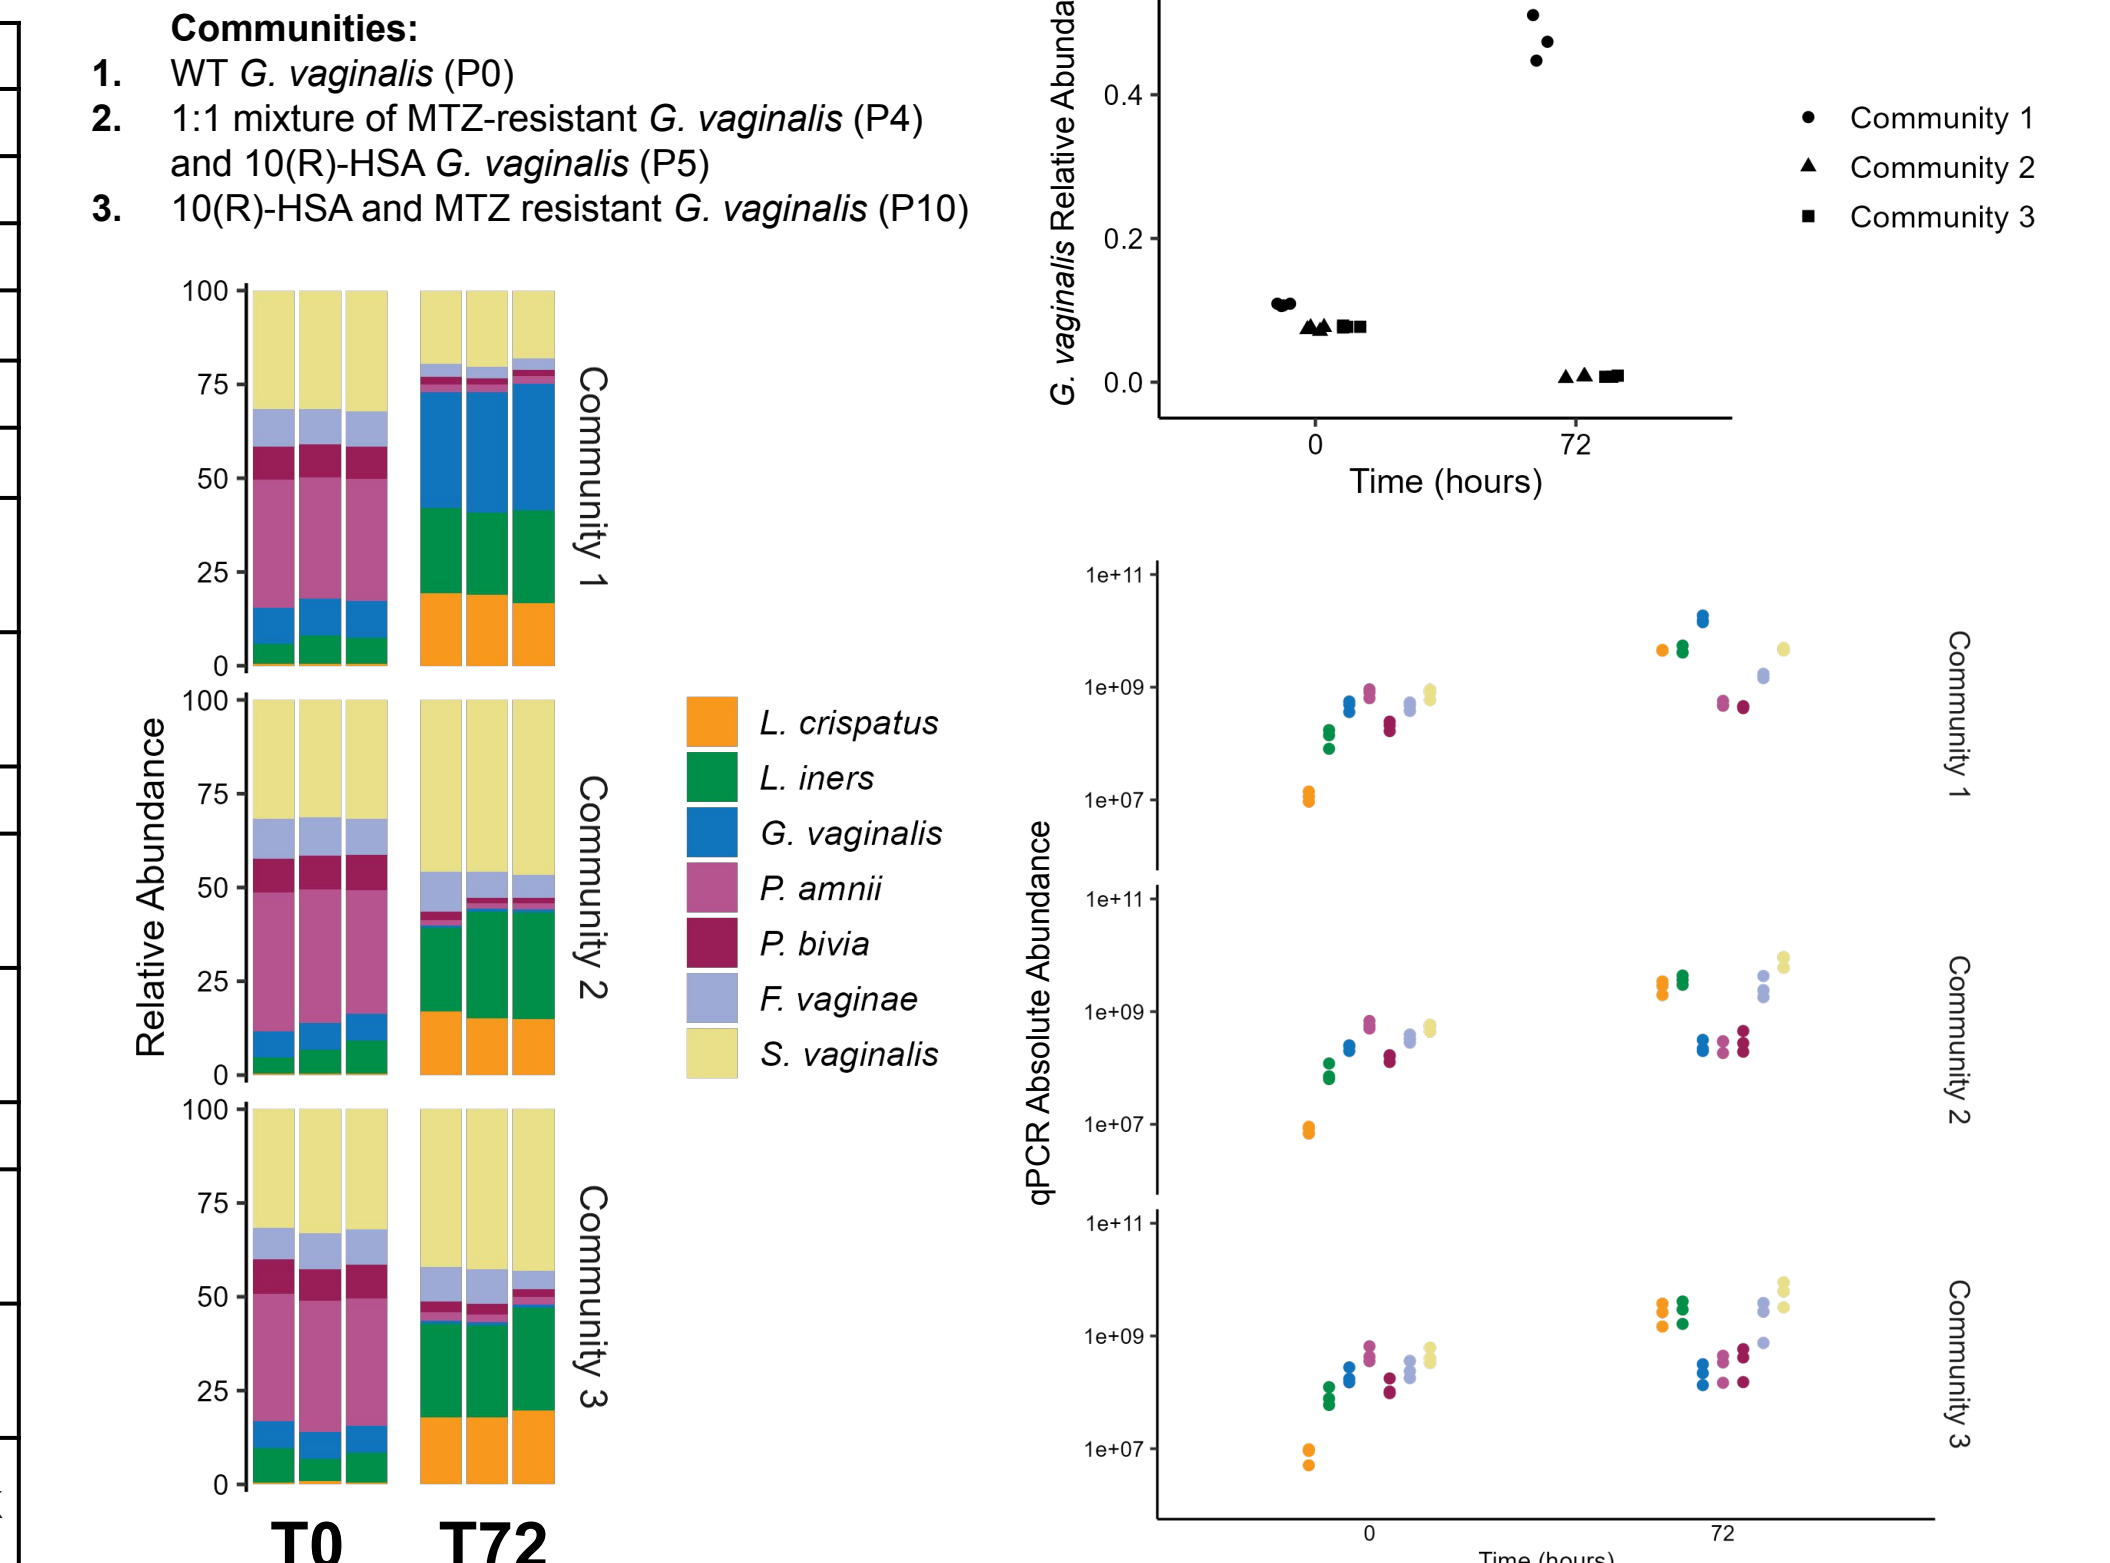 Communities:
1. WT G. vaginalis (P0)
2. 1:1 mixture of MTZ-resistant G. vaginalis (P4)
and 10(R)-HSA G. vaginalis (P5)
3. 10(R)-HSA and MTZ resistant G. vaginalis (P10)
Relative Abundance
100
75
50
25
0
Community 1
100
75
50
25
0
Community 2
100
75
50
25
0
Community 3
T0 T72
L. crispatus
L. iners
G. vaginalis
P. amnii
P. bivia
F. vaginae
S. vaginalis
G. vaginalis Relative
0.4
0.2
0.0
0 72
Time (hours)
Community 1
Community 2
Community 3
qPCR Absolute Abundance
1e+11
1e+09
1e+07
Community 1
1e+11
1e+09
1e+07
Community 2
1e+11
1e+09
1e+07
Community 3
0 72
Time (hours)